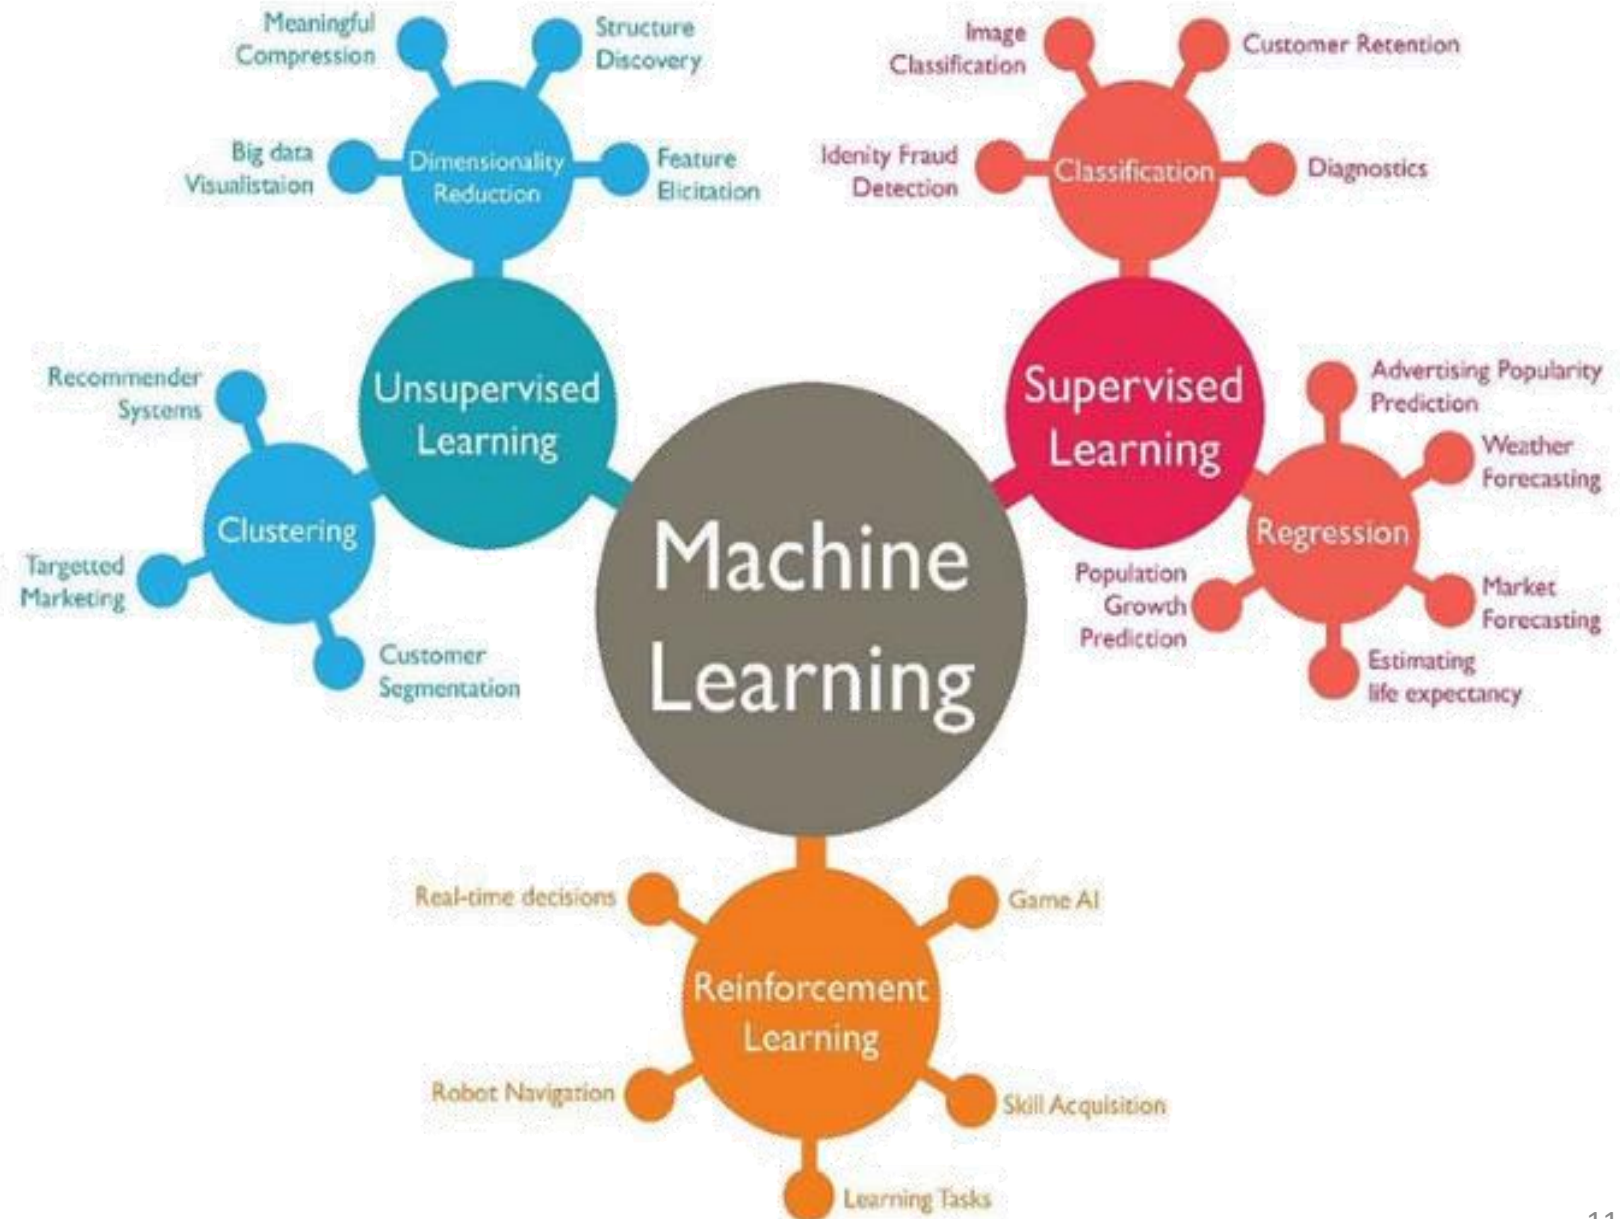 Meaningful
Compression
Structure
Discovery
Big data
Visualistaion
Dimensionality
Reduction
Feature
Elicitation
Image
Classification
Customer Retention
Idenity Fraud
Detection
Classification
Diagnostics
Unsupervised
Learning
Supervised
Learning
Recommender
Systems
Clustering
Targetted
Marketing
Customer
Segmentation
Machine
Learning
Advertising Popularity
Prediction
Weather
Forecasting
Regression
Population
Growth
Prediction
Market
Forecasting
Estimating
life expectancy
Real-time decisions
Game AI
Reinforcement
Learning
Robot Navigation
Skill Acquisition
Learning Tasks